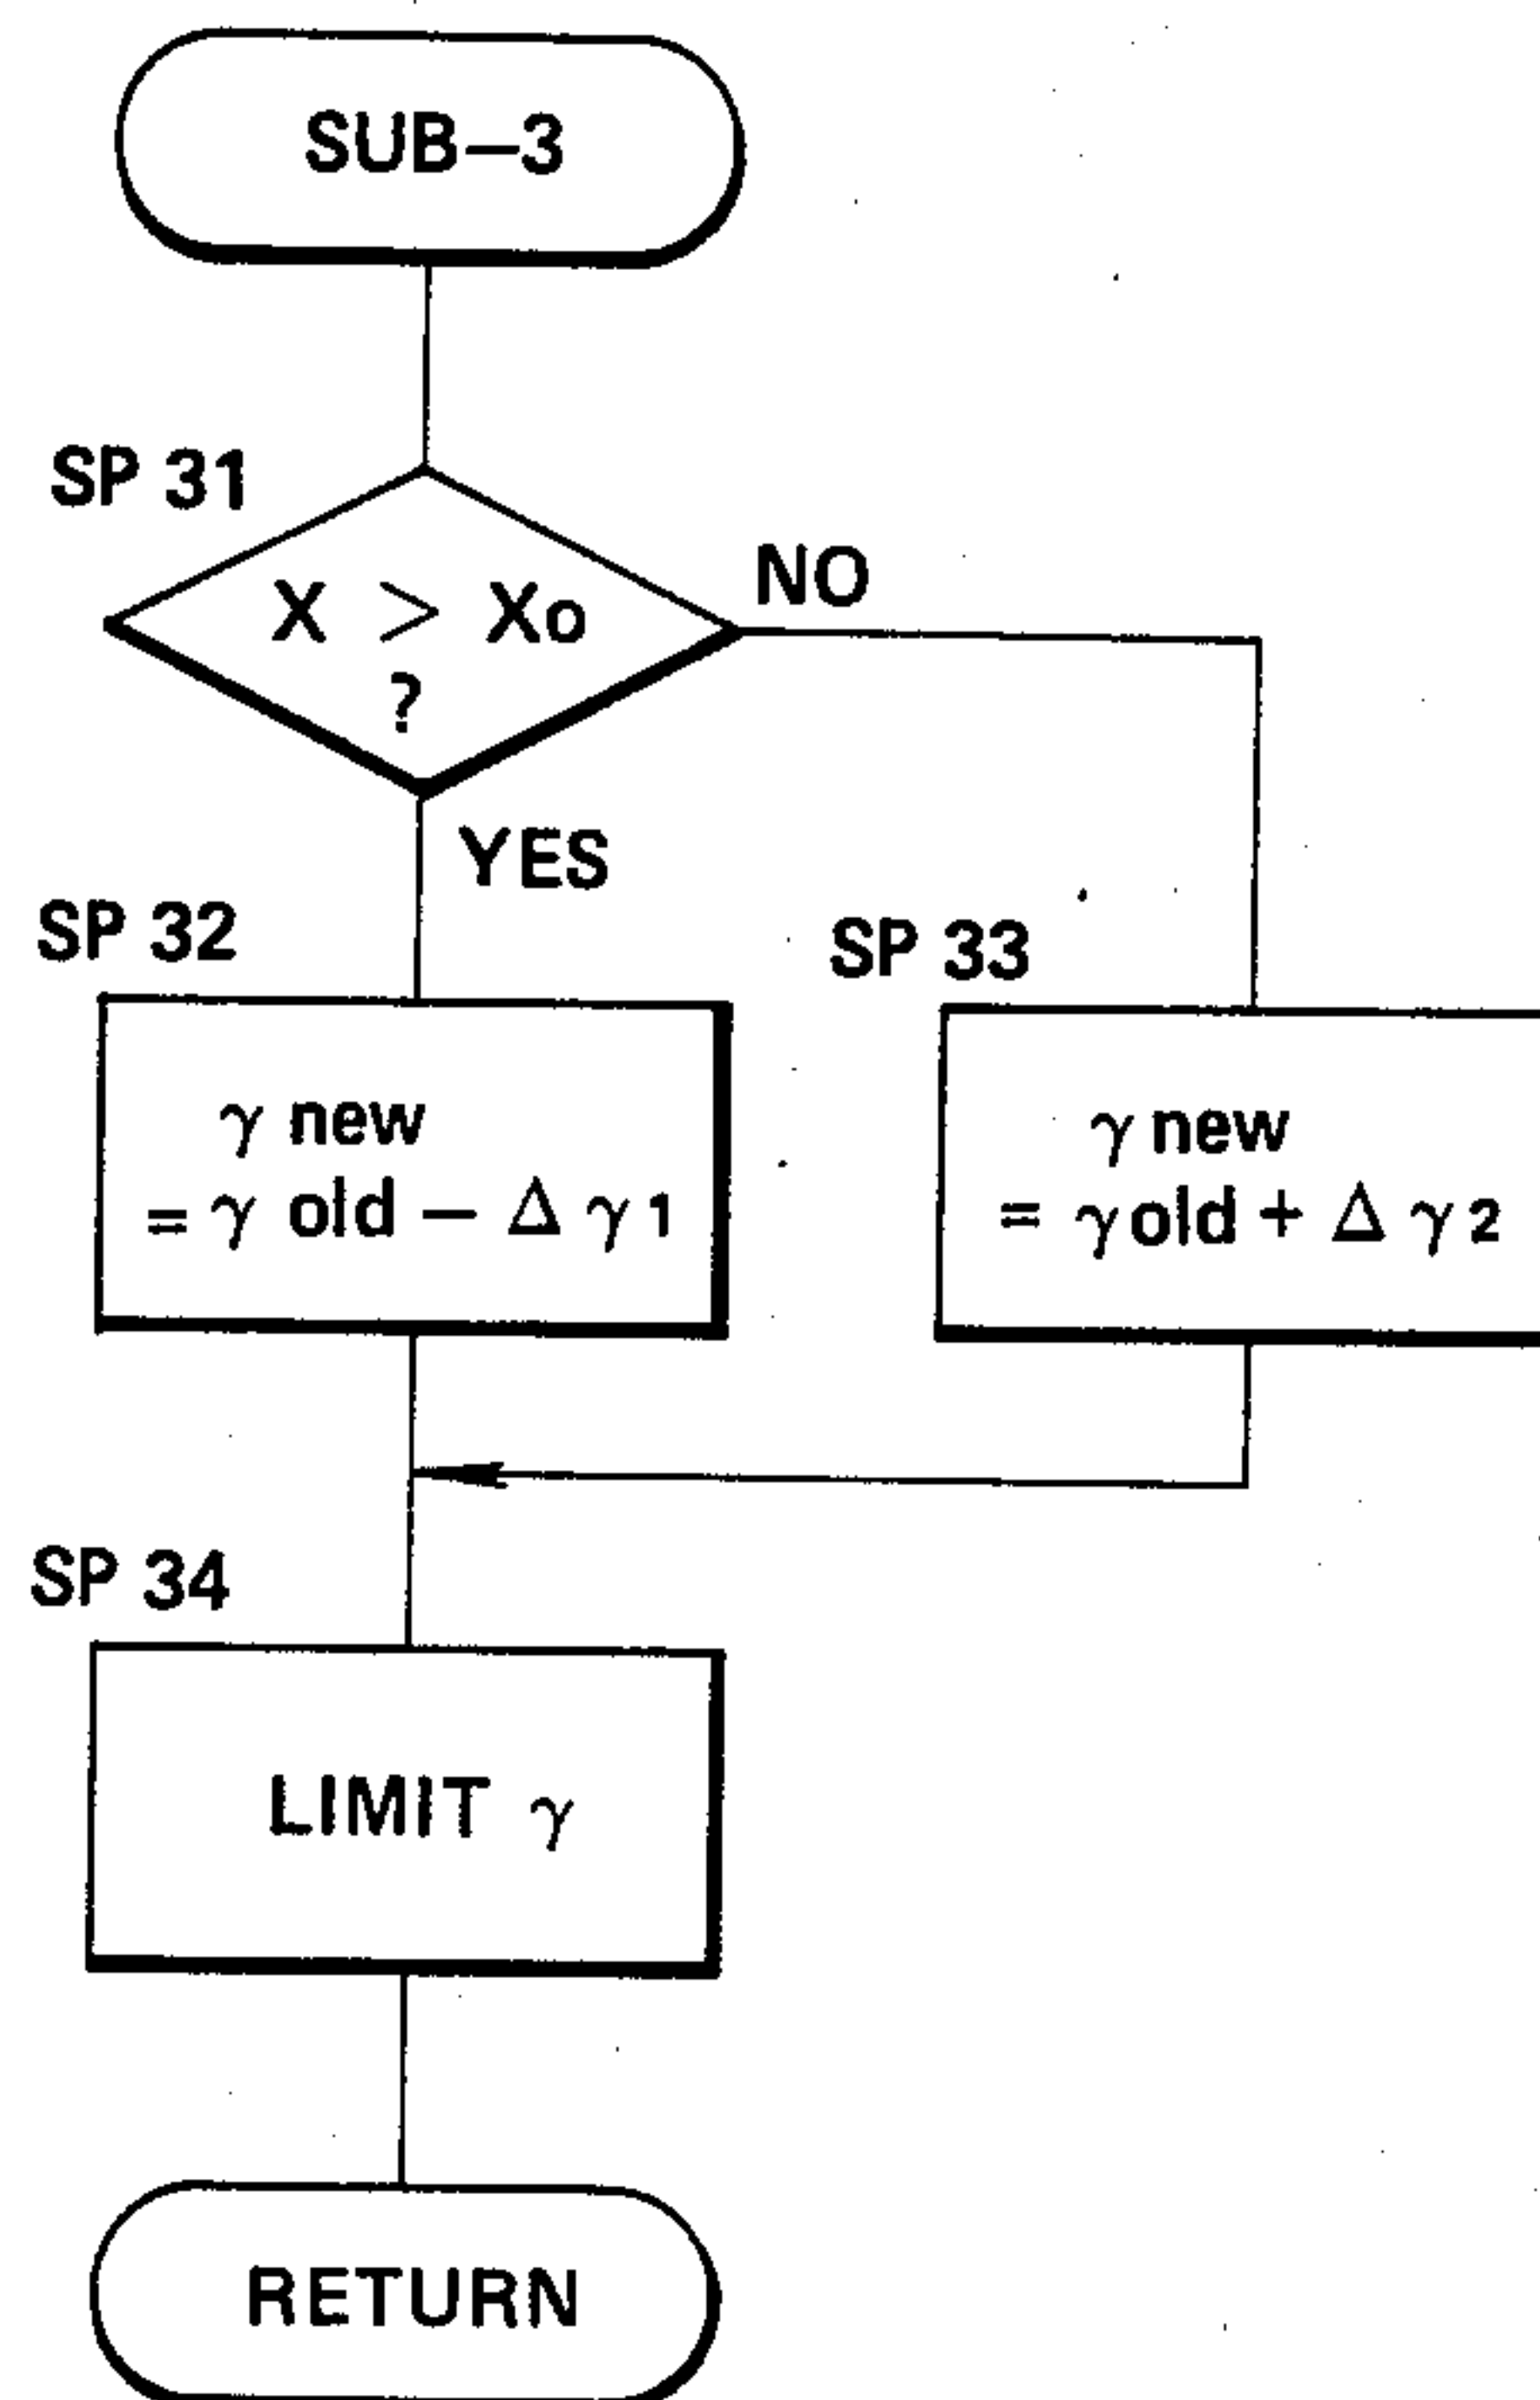 SUB–3
SP 31
X > Xo
?
NO
YES
SP 32
γ new
= γ old – Δ γ 1
SP 33
γ new
= γ old + Δ γ 2
SP 34
LIMIT γ
RETURN